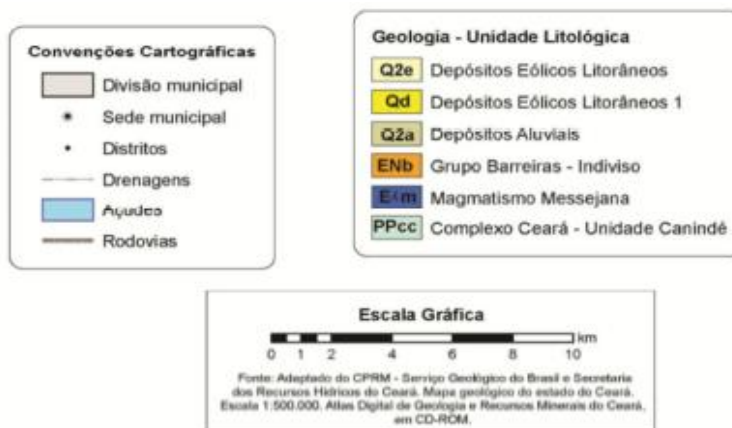 Convenções Cartográficas
Divisão municipal
Sede municipal
Distritos
Drenagens
Açudes
Rodovias
Geologia - Unidade Litológica
Q2e Depósitos Eólicos Litorâneos
Qd Depósitos Eólicos Litorâneos 1
Q2a Depósitos Aluviais
ENb Grupo Barreiras - Indiviso
Magmatismo Messejana
PPcc Complexo Ceará - Unidade Canindé
Escala Gráfica
km
0 1 2 4 6 8 10
Fonte: Adaptado do CPRM - Serviço Geológico do Brasil e Secretaria
dos Recursos Hídricos do Ceará. Mapa geológico do estado do Ceará.
Escala 1:500.000. Atlas Digital de Geologia e Recursos Minerais do Ceará,
em CD-ROM.